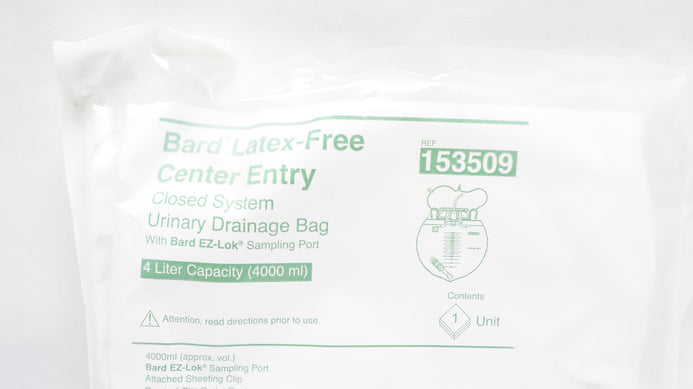 Bard® Latex-Free
Center Entry
Closed System
Urinary Drainage Bag
With Bard EZ-Lok® Sampling Port
4 Liter Capacity (4000 ml)
REF
153509
Contents
1 Unit
Attention, read directions prior to use.
4000ml (approx. vol.)
Bard EZ-Lok® Sampling Port
Attached Sheeting Clip